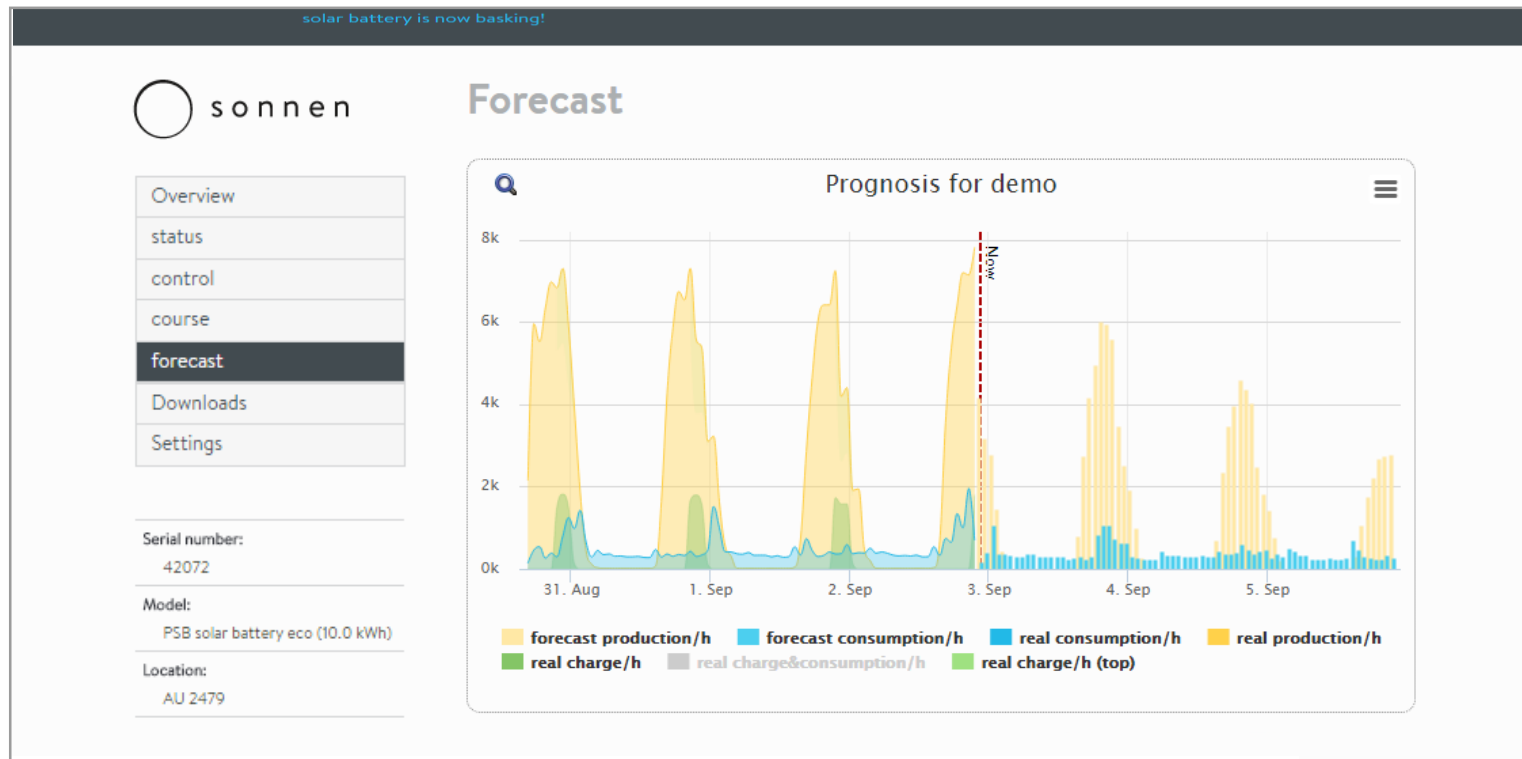 solar battery is now basking!
sonnen
Forecast
Overview
status
control
course
forecast
Downloads
Settings
Serial number:
42072
Model:
PSB solar battery eco (10.0 kWh)
Location:
AU 2479
Prognosis for demo
8k
6k
4k
2k
0k
Now
31. Aug 1. Sep 2. Sep 3. Sep 4. Sep 5. Sep
forecast production/h forecast consumption/h real consumption/h real production/h
real charge/h real charge&consumption/h real charge/h (top)